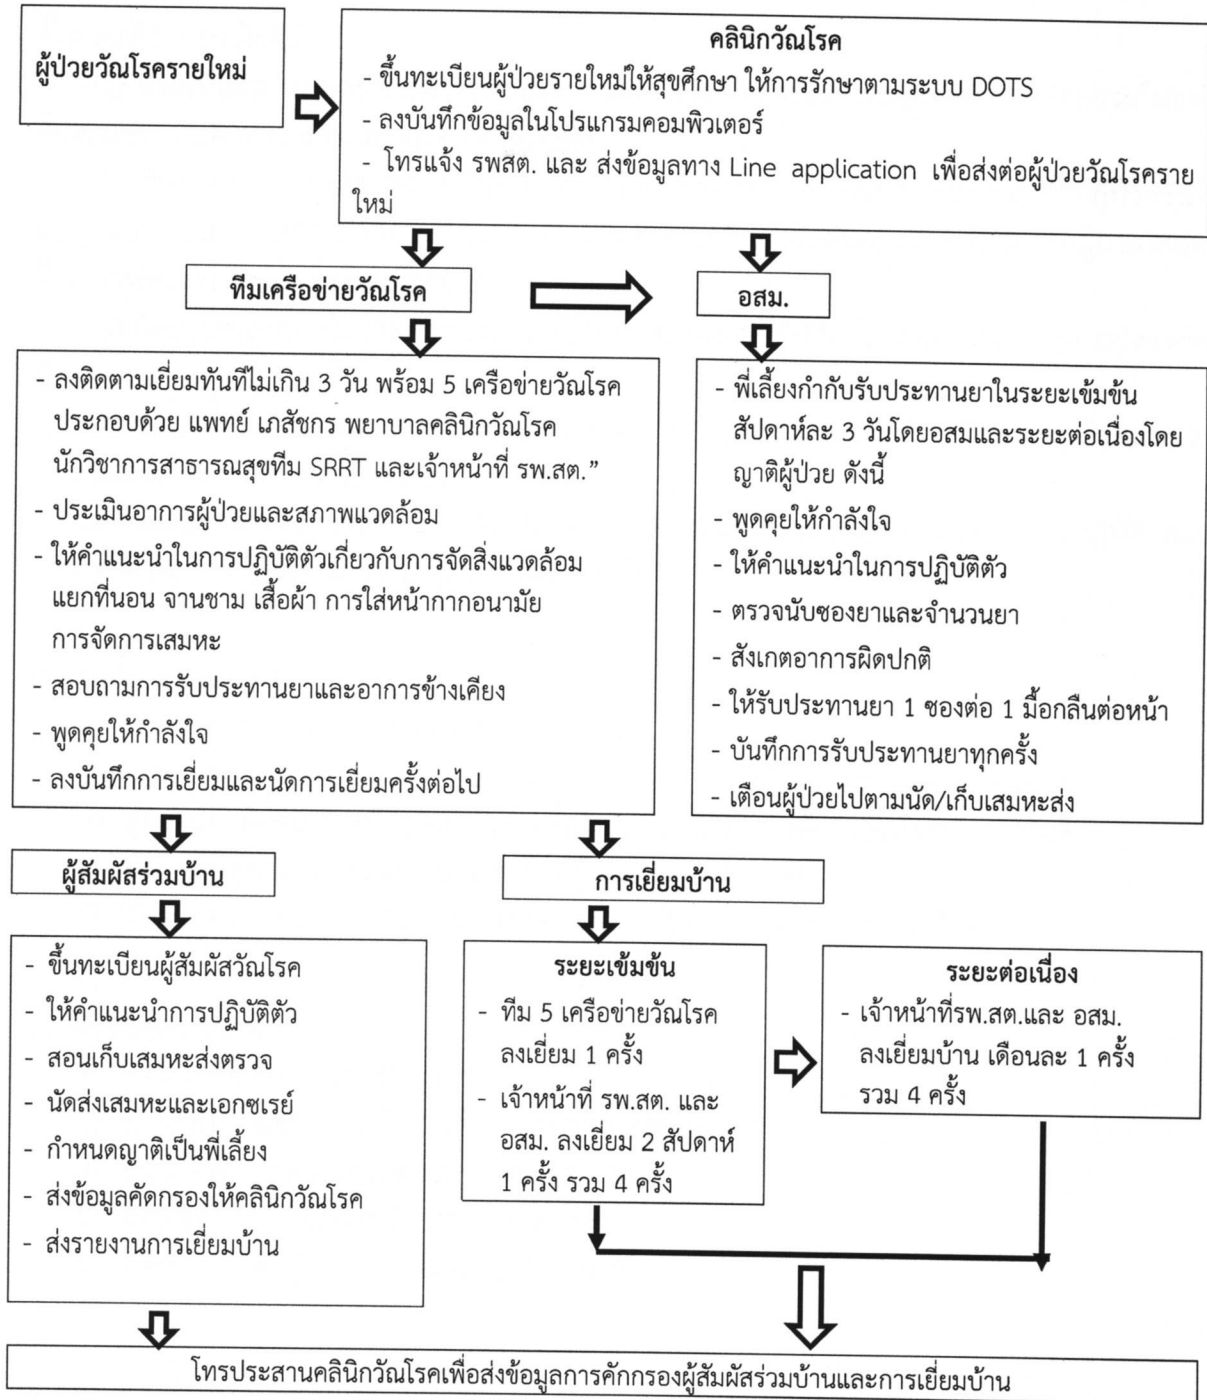 ผู้ป่วยวัณโรครายใหม่
คลินิกวัณโรค
- ขึ้นทะเบียนผู้ป่วยรายใหม่ให้สุขศึกษา ให้การรักษาตามระบบ DOTS
- ลงบันทึกข้อมูลในโปรแกรมคอมพิวเตอร์
- โทรแจ้ง รพสต. และ ส่งข้อมูลทาง Line application เพื่อส่งต่อผู้ป่วยวัณโรคราย
ใหม่
ทีมเครือข่ายวัณโรค
อสม.
- ลงติดตามเยี่ยมทันทีไม่เกิน 3 วัน พร้อม 5 เครือข่ายวัณโรค
ประกอบด้วย แพทย์ เภสัชกร พยาบาลคลินิกวัณโรค
นักวิชาการสาธารณสุขทีม SRRT และเจ้าหน้าที่ รพ.สต.”
- ประเมินอาการผู้ป่วยและสภาพแวดล้อม
- ให้คำแนะนำในการปฏิบัติตัวเกี่ยวกับการจัดสิ่งแวดล้อม
แยกที่นอน จานชาม เสื้อผ้า การใส่หน้ากากอนามัย
การจัดการเสมหะ
- สอบถามการรับประทานยาและอาการข้างเคียง
- พูดคุยให้กำลังใจ
- ลงบันทึกการเยี่ยมและนัดการเยี่ยมครั้งต่อไป
- พี่เลี้ยงกำกับรับประทานยาในระยะเข้มข้น
สัปดาห์ละ 3 วันโดยอสมและระยะต่อเนื่องโดย
ญาติผู้ป่วย ดังนี้
- พูดคุยให้กำลังใจ
- ให้คำแนะนำในการปฏิบัติตัว
- ตรวจนับซองยาและจำนวนยา
- สังเกตอาการผิดปกติ
- ให้รับประทานยา 1 ซองต่อ 1 มื้อกลืนต่อหน้า
- บันทึกการรับประทานยาทุกครั้ง
- เตือนผู้ป่วยไปตามนัด/เก็บเสมหะส่ง
ผู้สัมผัสร่วมบ้าน
การเยี่ยมบ้าน
- ขึ้นทะเบียนผู้สัมผัสวัณโรค
- ให้คำแนะนำการปฏิบัติตัว
- สอนเก็บเสมหะส่งตรวจ
- นัดส่งเสมหะและเอกซเรย์
- กำหนดญาติเป็นพี่เลี้ยง
- ส่งข้อมูลคัดกรองให้คลินิกวัณโรค
- ส่งรายงานการเยี่ยมบ้าน
ระยะเข้มข้น
- ทีม 5 เครือข่ายวัณโรค
ลงเยี่ยม 1 ครั้ง
- เจ้าหน้าที่ รพ.สต. และ
อสม. ลงเยี่ยม 2 สัปดาห์
1 ครั้ง รวม 4 ครั้ง
ระยะต่อเนื่อง
- เจ้าหน้าที่รพ.สต.และ อสม.
ลงเยี่ยมบ้าน เดือนละ 1 ครั้ง
รวม 4 ครั้ง
โทรประสานคลินิกวัณโรคเพื่อส่งข้อมูลการคักกรองผู้สัมผัสร่วมบ้านและการเยี่ยมบ้าน